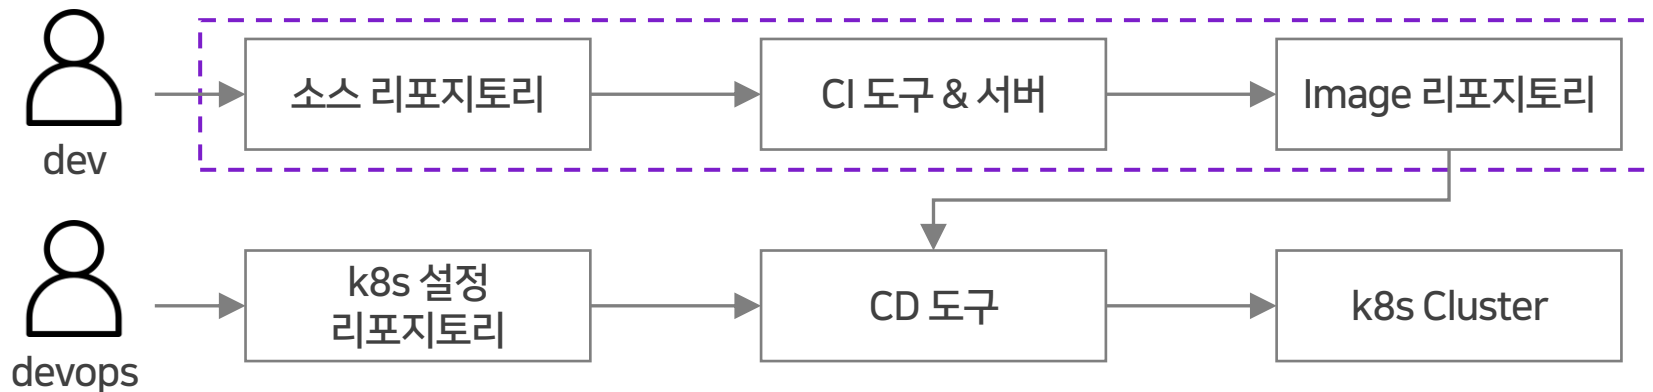 소스 리포지토리
CI 도구 & 서버
Image 리포지토리
dev
k8s 설정
리포지토리
CD 도구
k8s Cluster
devops